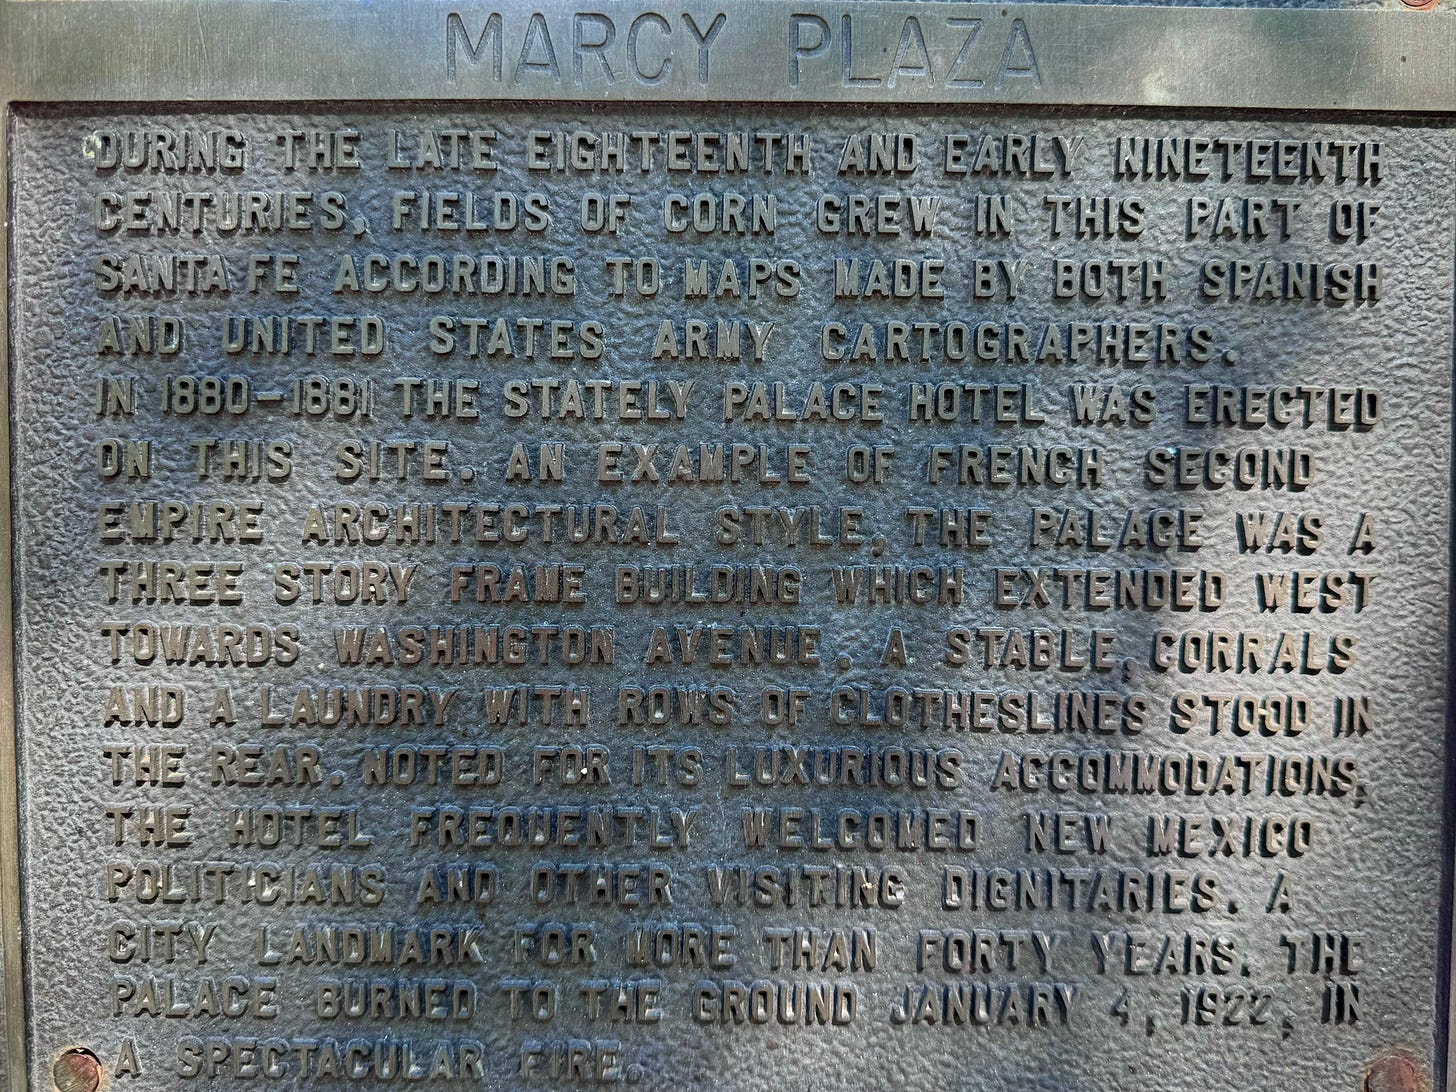 MARCY PLAZA
DURING THE LATE EIGHTEENTH AND EARLY NINETEENTH
CENTURIES, FIELDS OF CORN GREW IN THIS PART OF
SANTA FE ACCORDING TO MAPS MADE BY BOTH SPANISH
AND UNITED STATES ARMY CARTOGRAPHERS.
IN 1880-1881 THE STATELY PALACE HOTEL WAS ERECTED
ON THIS SITE. AN EXAMPLE OF FRENCH SECOND
EMPIRE ARCHITECTURAL STYLE, THE PALACE WAS A
THREE STORY FRAME BUILDING WHICH EXTENDED WEST
TOWARDS WASHINGTON AVENUE. A STABLE, CORRALS
AND A LAUNDRY WITH ROWS OF CLOTHESLINES STOOD IN
THE REAR. NOTED FOR ITS LUXURIOUS ACCOMMODATIONS,
THE HOTEL FREQUENTLY WELCOMED NEW MEXICO
POLITICIANS AND OTHER VISITING DIGNITARIES. A
CITY LANDMARK FOR MORE THAN FORTY YEARS. THE
PALACE BURNED TO THE GROUND JANUARY 4, 1922, IN
A SPECTACULAR FIRE.